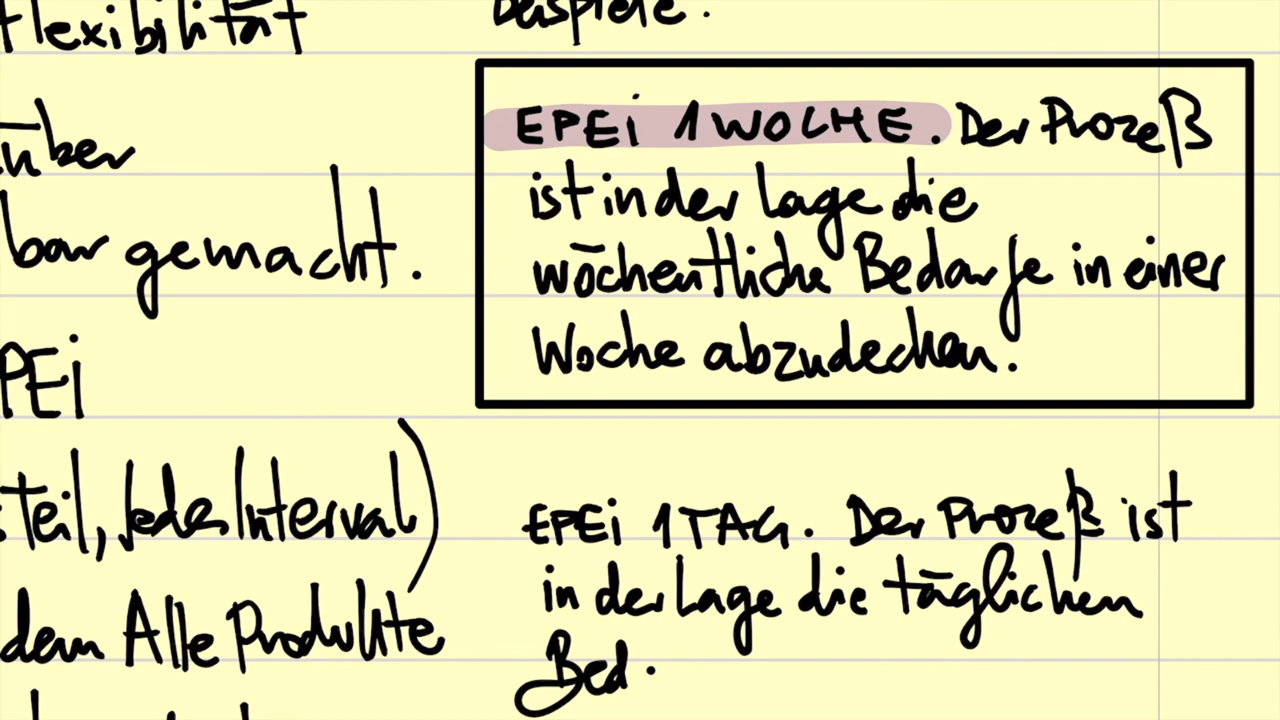 flexibilität
über
bar gemacht.
PEi
teil, Jedes Interval)
dem Alle Produkte
Beispiele.
EPEi 1 WOCHE. Der Prozeß
ist in der Lage die
wöchentliche Bedarfe in einer
Woche abzudecken.
EPEi 1 TAG. Der Prozeß ist
in der Lage die täglichen
Bed.